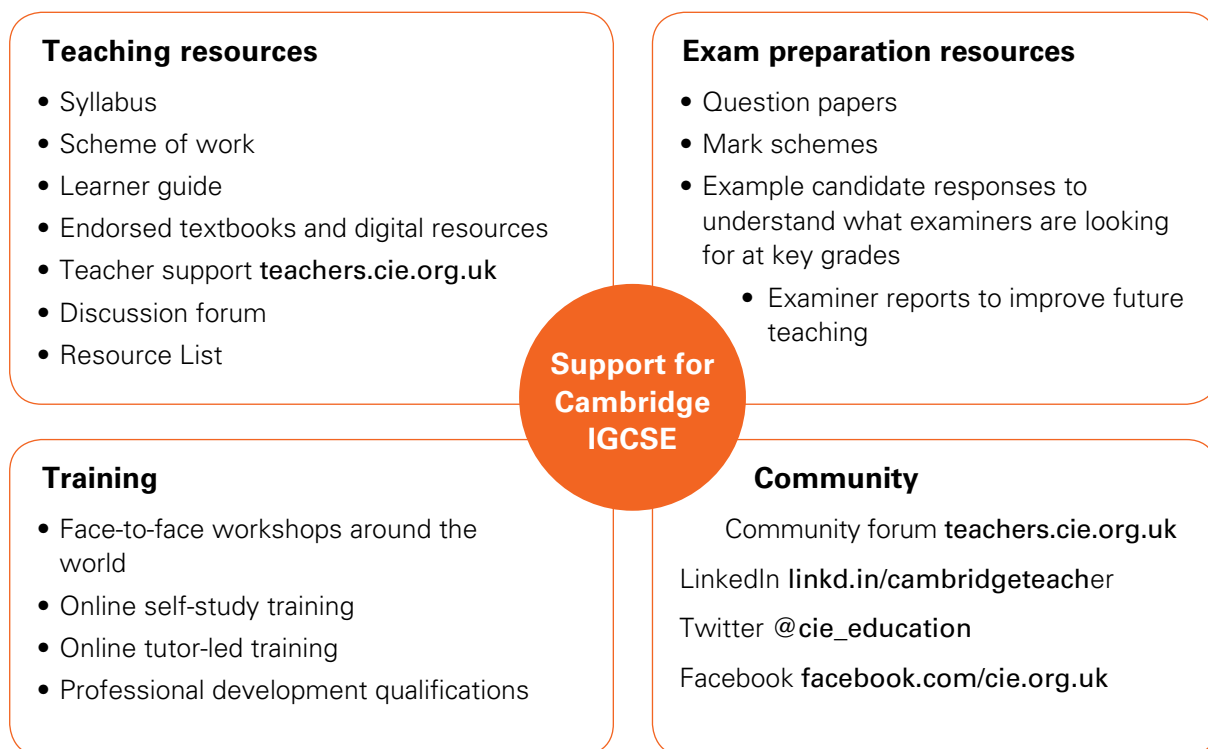 Teaching resources
• Syllabus
• Scheme of work
• Learner guide
• Endorsed textbooks and digital resources
• Teacher support teachers.cie.org.uk
• Discussion forum
• Resource List
Exam preparation resources
• Question papers
• Mark schemes
• Example candidate responses to
understand what examiners are looking
for at key grades
• Examiner reports to improve future
teaching
Support for
Cambridge
IGCSE
Training
• Face-to-face workshops around the
world
• Online self-study training
• Online tutor-led training
• Professional development qualifications
Community
Community forum teachers.cie.org.uk
LinkedIn linkd.in/cambridgeteacher
Twitter @cie_education
Facebook facebook.com/cie.org.uk